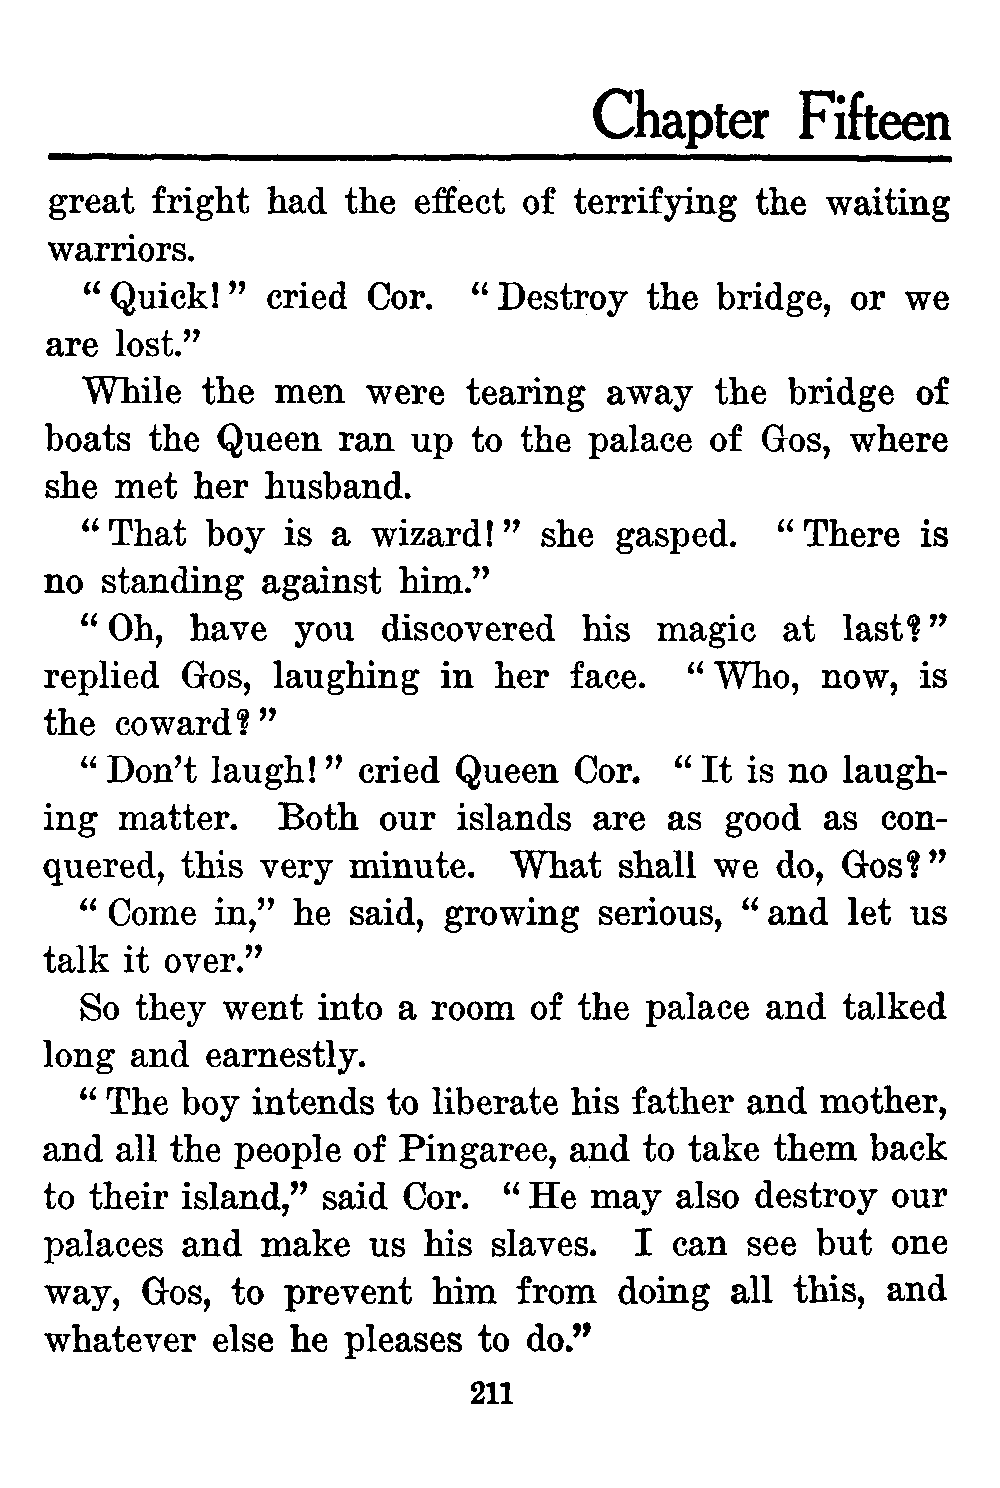 Chapter Fifteen
great fright had the effect of terrifying the waiting
warriors.
“Quick!” cried Cor. “Destroy the bridge, or we
are lost.”
While the men were tearing away the bridge of
boats the Queen ran up to the palace of Gos, where
she met her husband.
“That boy is a wizard!” she gasped. “There is
no standing against him.”
“Oh, have you discovered his magic at last?”
replied Gos, laughing in her face. “Who, now, is
the coward?”
“Don’t laugh!” cried Queen Cor. “It is no laugh-
ing matter. Both our islands are as good as con-
quered, this very minute. What shall we do, Gos?”
“Come in,” he said, growing serious, “and let us
talk it over.”
So they went into a room of the palace and talked
long and earnestly.
“The boy intends to liberate his father and mother,
and all the people of Pingaree, and to take them back
to their island,” said Cor. “He may also destroy our
palaces and make us his slaves. I can see but one
way, Gos, to prevent him from doing all this, and
whatever else he pleases to do.”
211